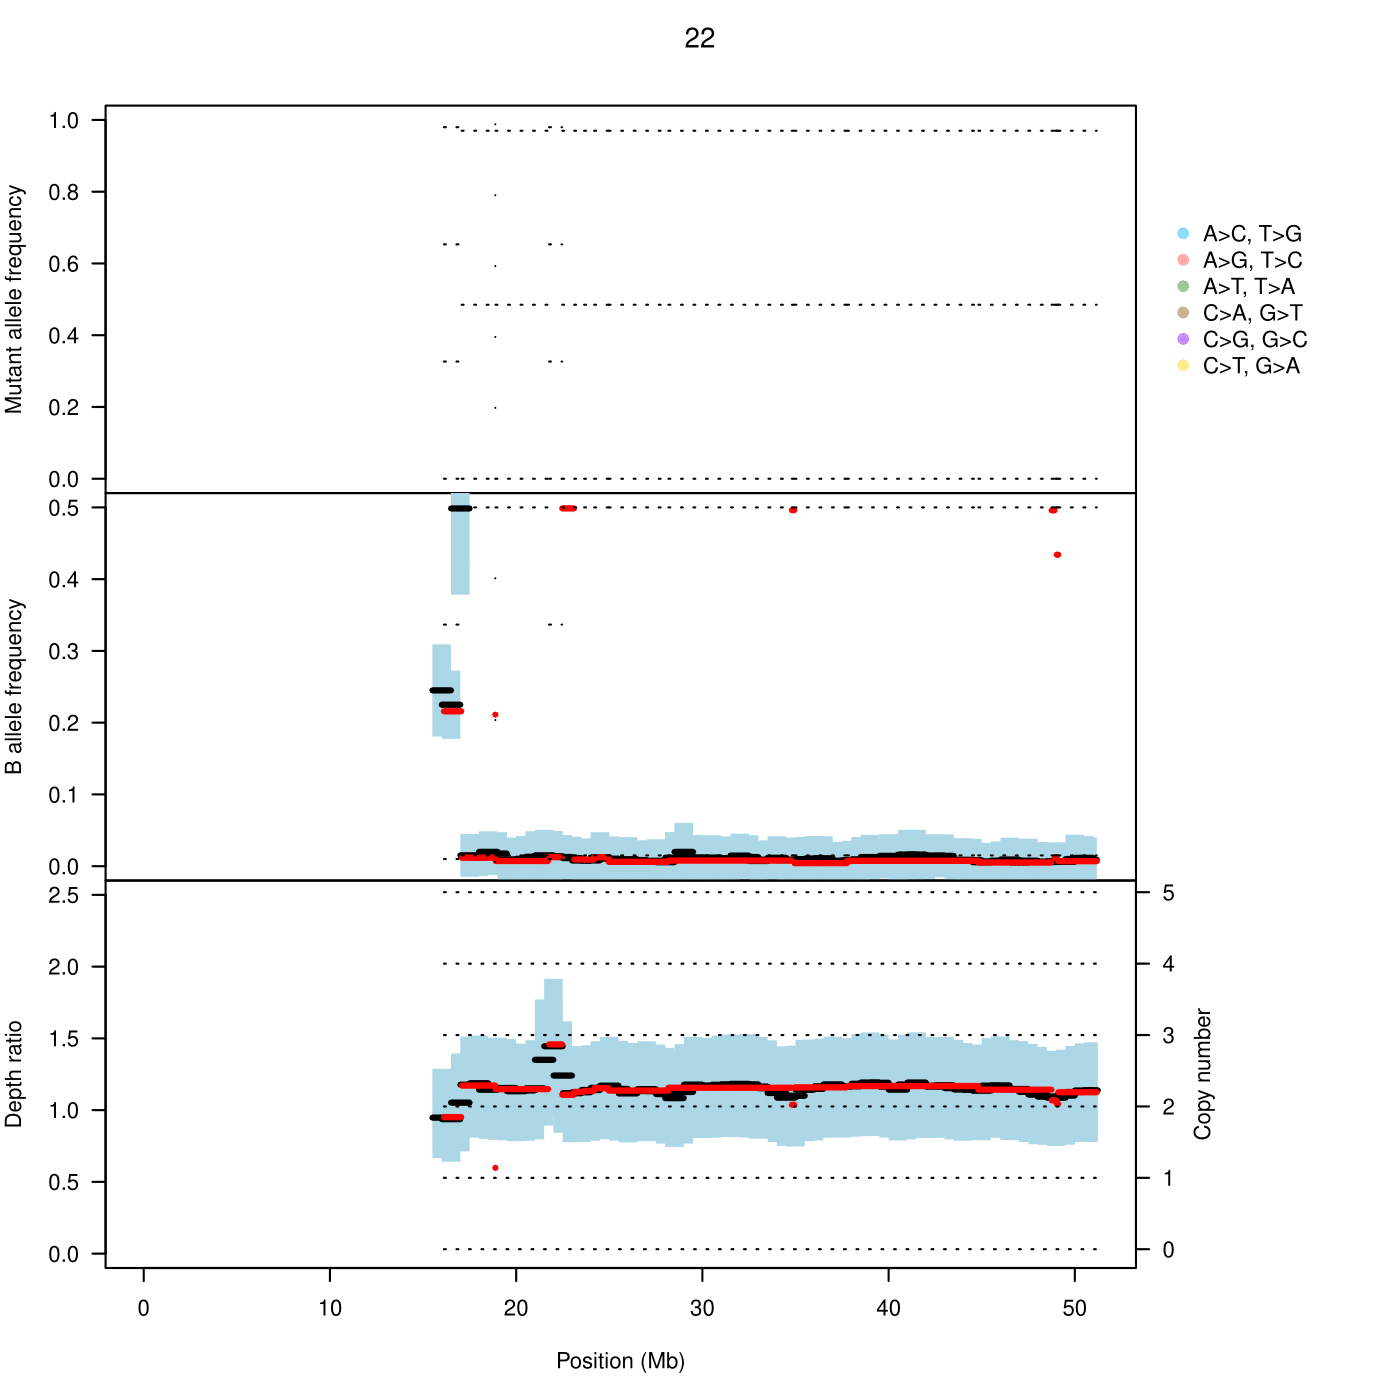 22
Mutant allele frequency
1.0
0.8
0.6
0.4
0.2
0.0
A>C, T>G
A>G, T>C
A>T, T>A
C>A, G>T
C>G, G>C
C>T, G>A
B allele frequency
0.5
0.4
0.3
0.2
0.1
0.0
Depth ratio
2.5
2.0
1.5
1.0
0.5
0.0
5
4
3
2
1
0
Copy number
0 10 20 30 40 50
Position (Mb)